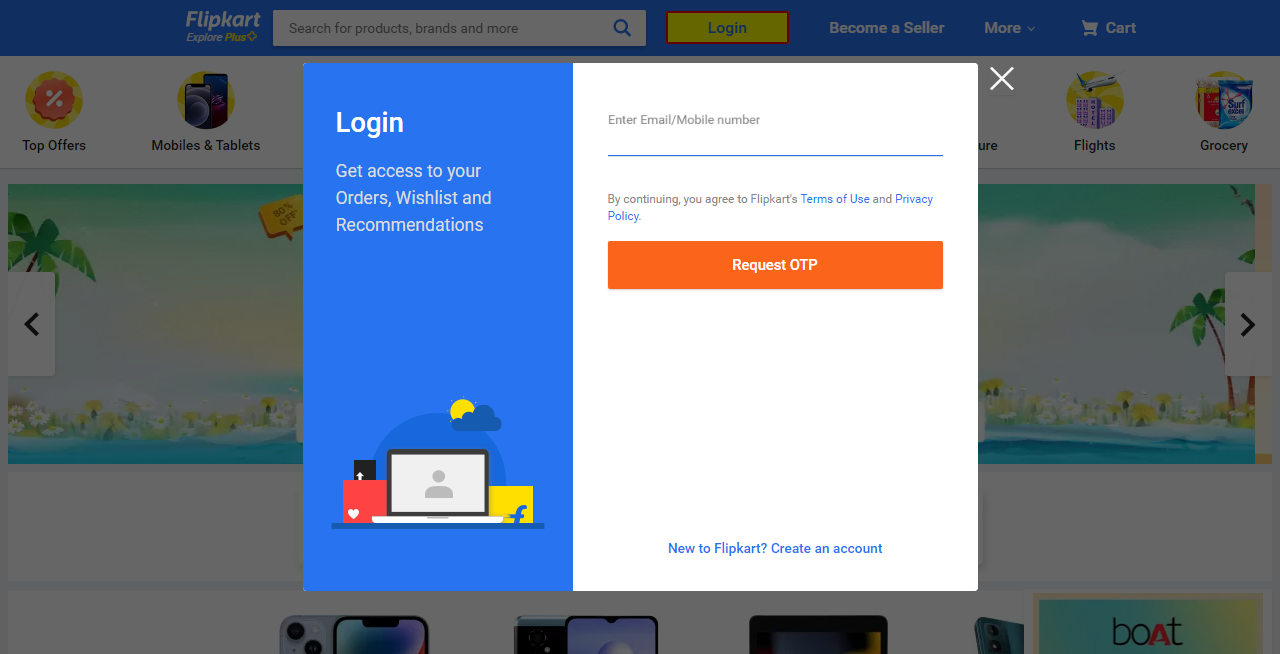 Flipkart
Explore Plus
Search for products, brands and more
Login
Become a Seller
More
Cart
Top Offers
Mobiles & Tablets
ure
Flights
Grocery
HOTEL
Surf
excel
80%
OFF
Login
Get access to your
Orders, Wishlist and
Recommendations
Enter Email/Mobile number
By continuing, you agree to Flipkart's Terms of Use and Privacy
Policy.
Request OTP
New to Flipkart? Create an account
boAt